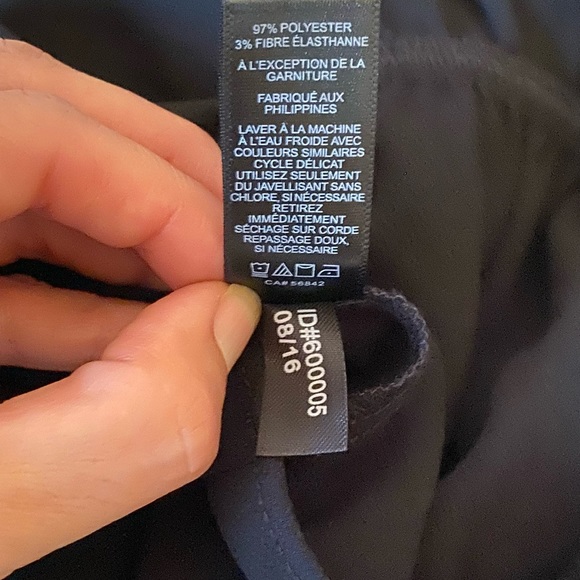 97% POLYESTER
3% FIBRE ÉLASTHANNE
À L'EXCEPTION DE LA
GARNITURE
FABRIQUÉ AUX
PHILIPPINES
LAVER À LA MACHINE
À L'EAU FROIDE AVEC
COULEURS SIMILAIRES
CYCLE DÉLICAT
UTILISEZ SEULEMENT
DU JAVELLISANT SANS
CHLORE, SI NÉCESSAIRE
RETIREZ
IMMÉDIATEMENT
SÉCHAGE SUR CORDE
REPASSAGE DOUX,
SI NÉCESSAIRE
CA# 56842
ID#600005
08/16